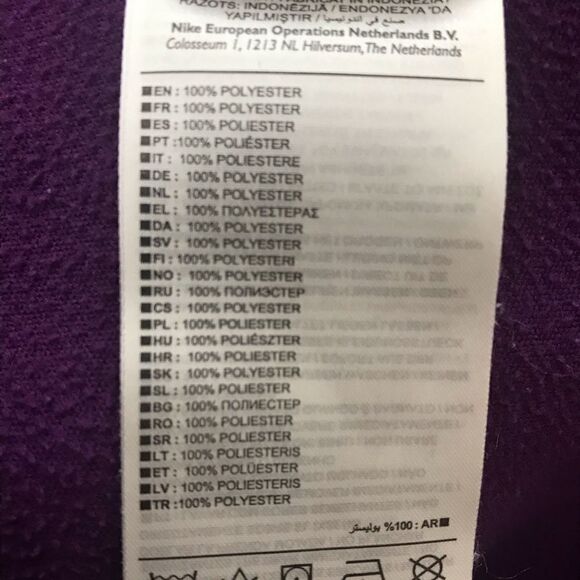 RAŽOTS: INDONĒZIJĀ / ENDONEZYA 'DA
YAPILMIŞTIR / صنع في اندونيسيا
Nike European Operations Netherlands B.V.
Colosseum 1, 1213 NL Hilversum, The Netherlands
EN : 100% POLYESTER
FR : 100% POLYESTER
ES : 100% POLIESTER
PT :100% POLIÉSTER
IT : 100% POLIESTERE
DE : 100% POLYESTER
NL : 100% POLYESTER
EL : 100% ΠΟΛΥΕΣΤΕΡΑΣ
DA : 100% POLYESTER
SV : 100% POLYESTER
FI : 100% POLYESTERI
NO : 100% POLYESTER
RU : 100% ПОЛИЭСТЕР
CS : 100% POLYESTER
PL : 100% POLIESTER
HU : 100% POLIÉSZTER
HR : 100% POLIESTER
SK : 100% POLYESTER
SL : 100% POLIESTER
BG : 100% ПОЛИЕСТЕР
RO : 100% POLIESTER
SR : 100% POLIESTER
LT : 100% POLIESTERIS
ET : 100% POLÜESTER
LV : 100% POLIESTERIS
TR :100% POLYESTER
AR : 100% بوليستر